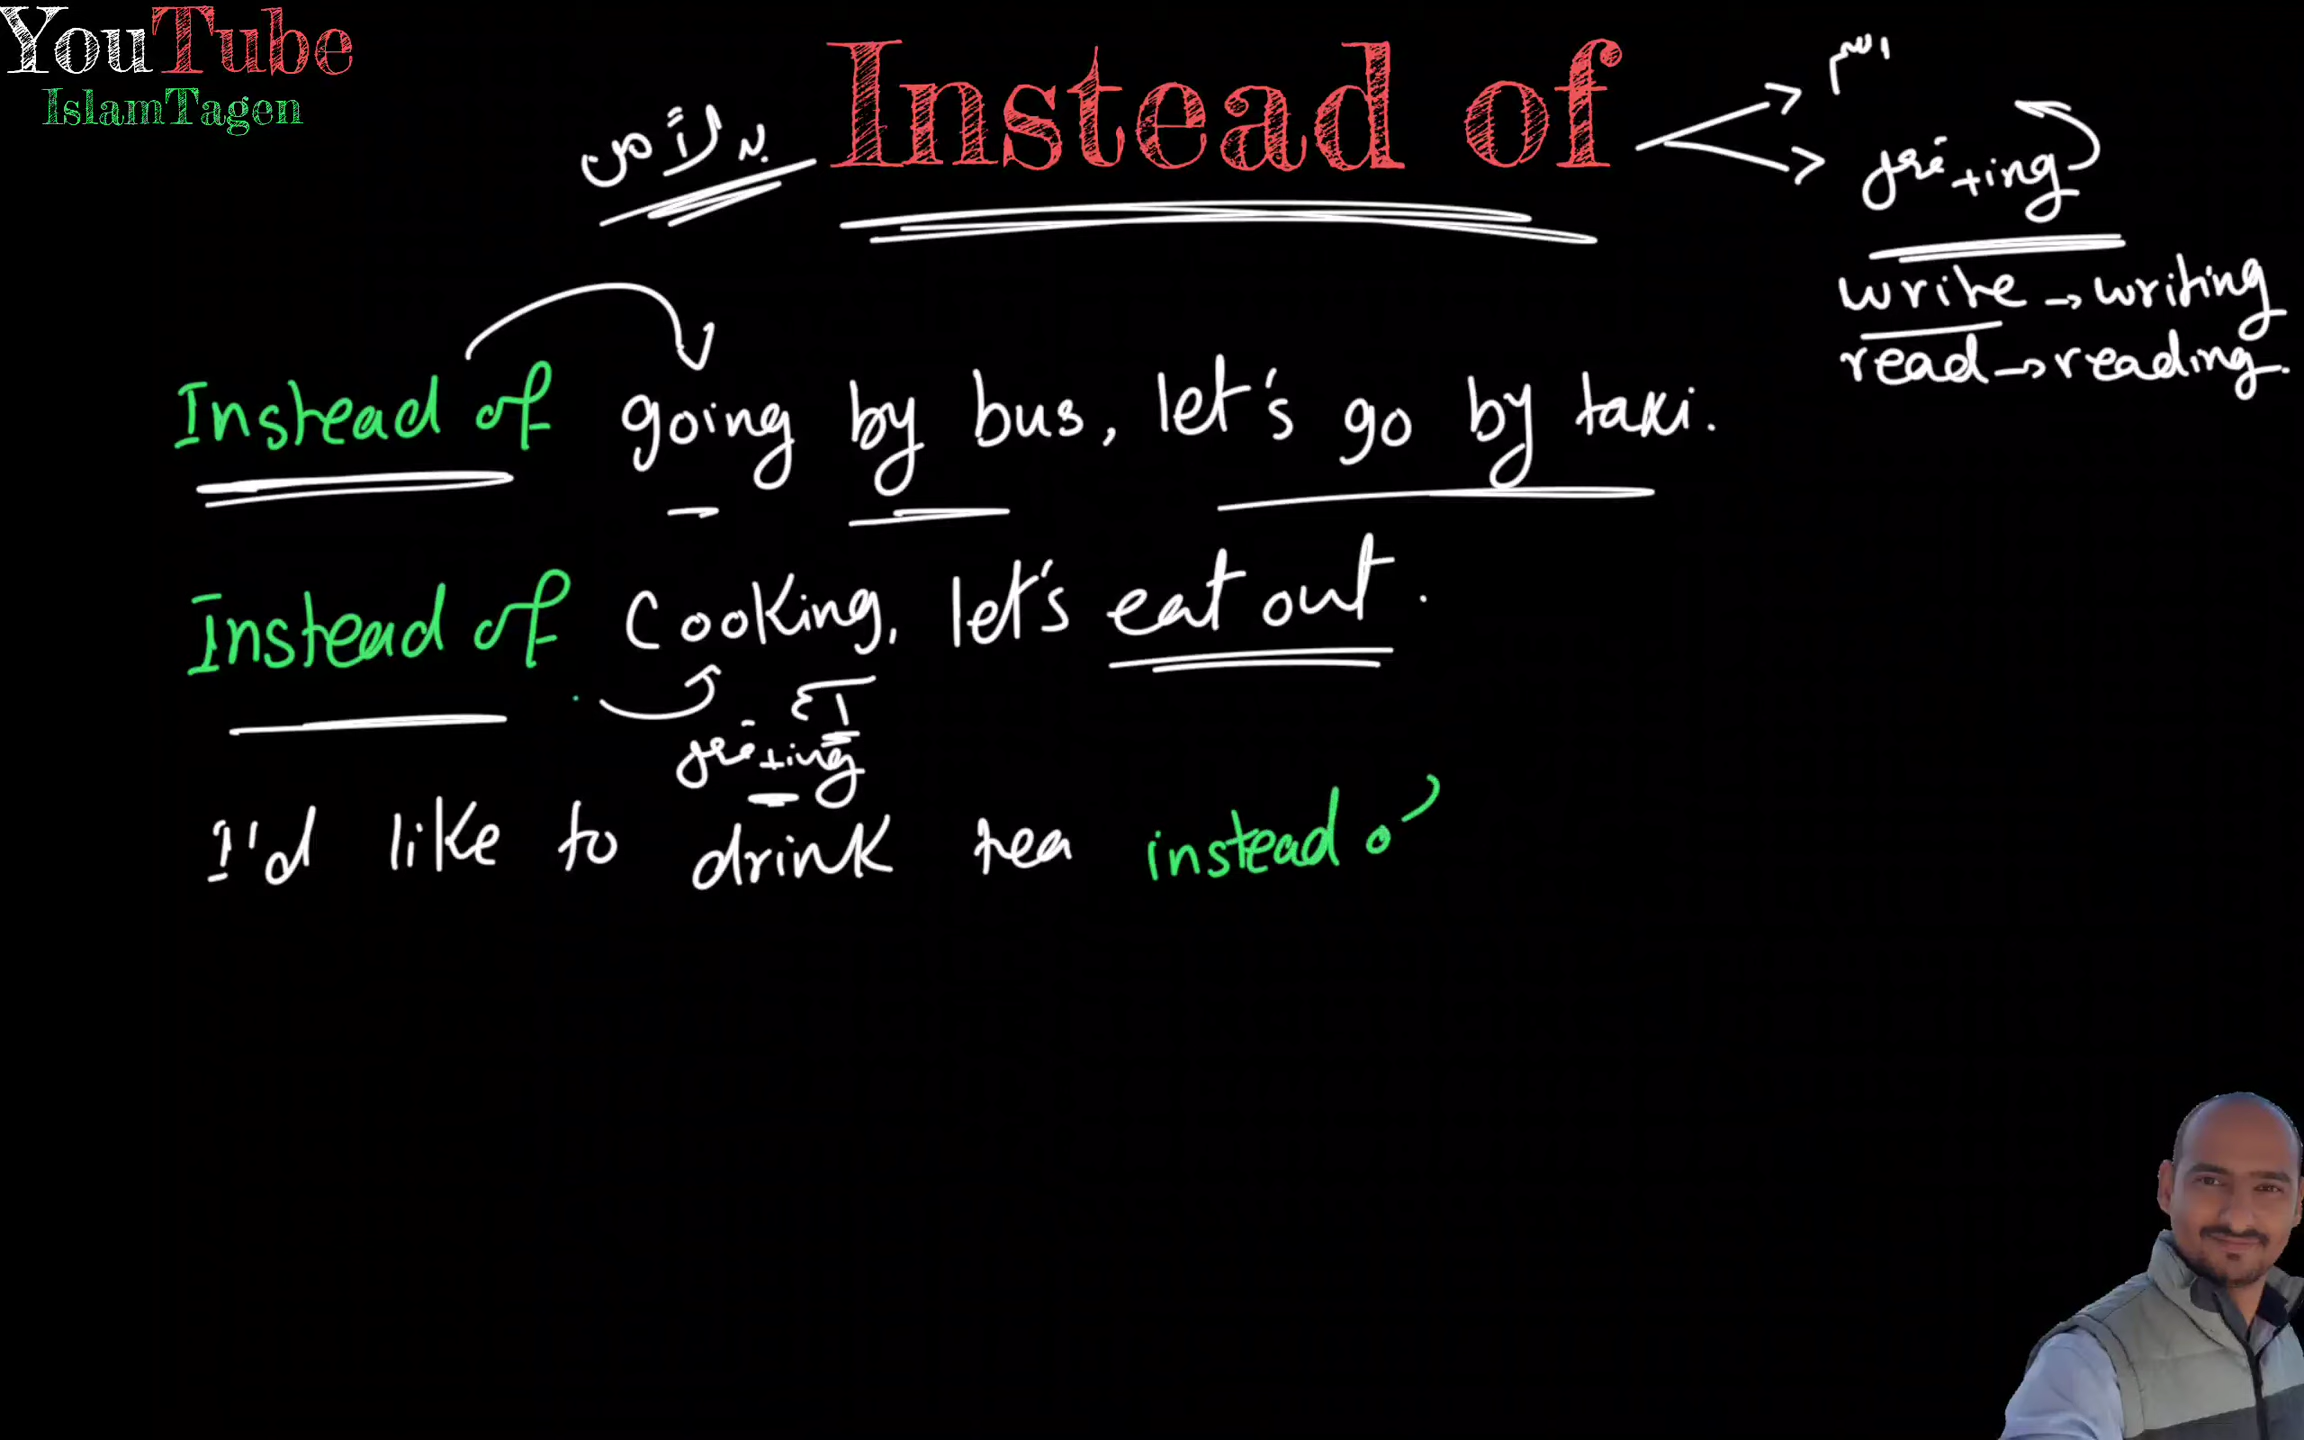 YouTube
IslamTagen
بدلاً من Instead of
اسم
فعل+ing
write → writing
read → reading.
Instead of going by bus, let's go by taxi.
Instead of Cooking, let's eat out.
فعل+ing
I'd like to drink tea instead o